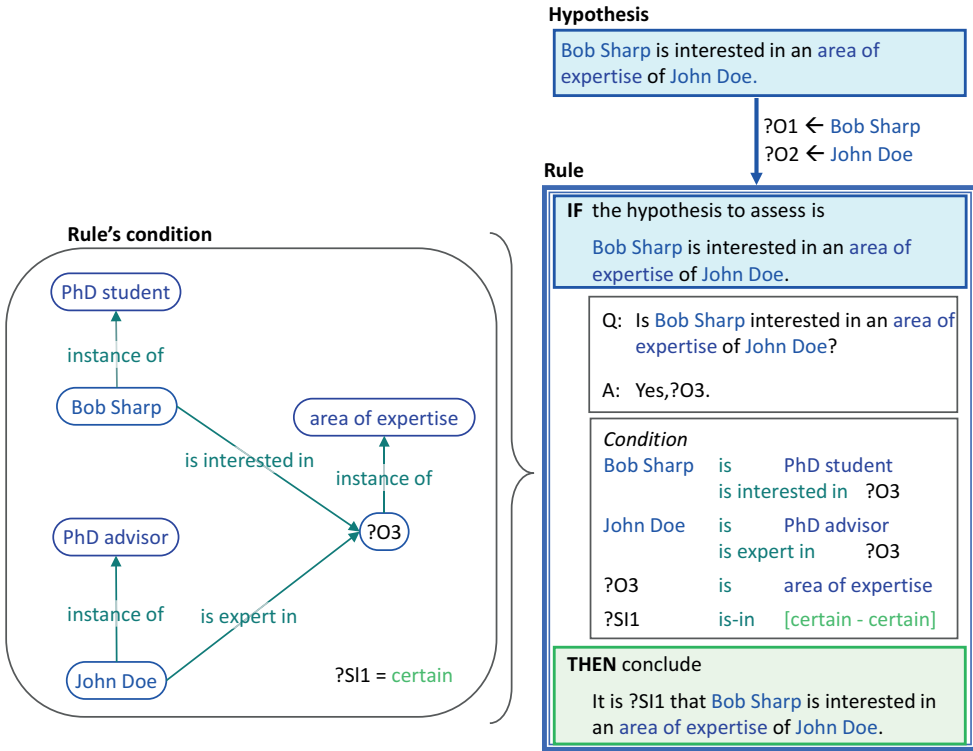 Hypothesis
Bob Sharp is interested in an area of
expertise of John Doe.
?O1 ← Bob Sharp
?O2 ← John Doe
Rule
IF the hypothesis to assess is
Bob Sharp is interested in an area of
expertise of John Doe.
Q: Is Bob Sharp interested in an area of
expertise of John Doe?
A: Yes,?O3.
Condition
Bob Sharp is PhD student
is interested in ?O3
John Doe is PhD advisor
is expert in ?O3
?O3 is area of expertise
?SI1 is-in [certain - certain]
THEN conclude
It is ?SI1 that Bob Sharp is interested in
an area of expertise of John Doe.
Rule's condition
PhD student
instance of
Bob Sharp
area of expertise
is interested in
instance of
PhD advisor
?O3
instance of
is expert in
John Doe
?SI1 = certain